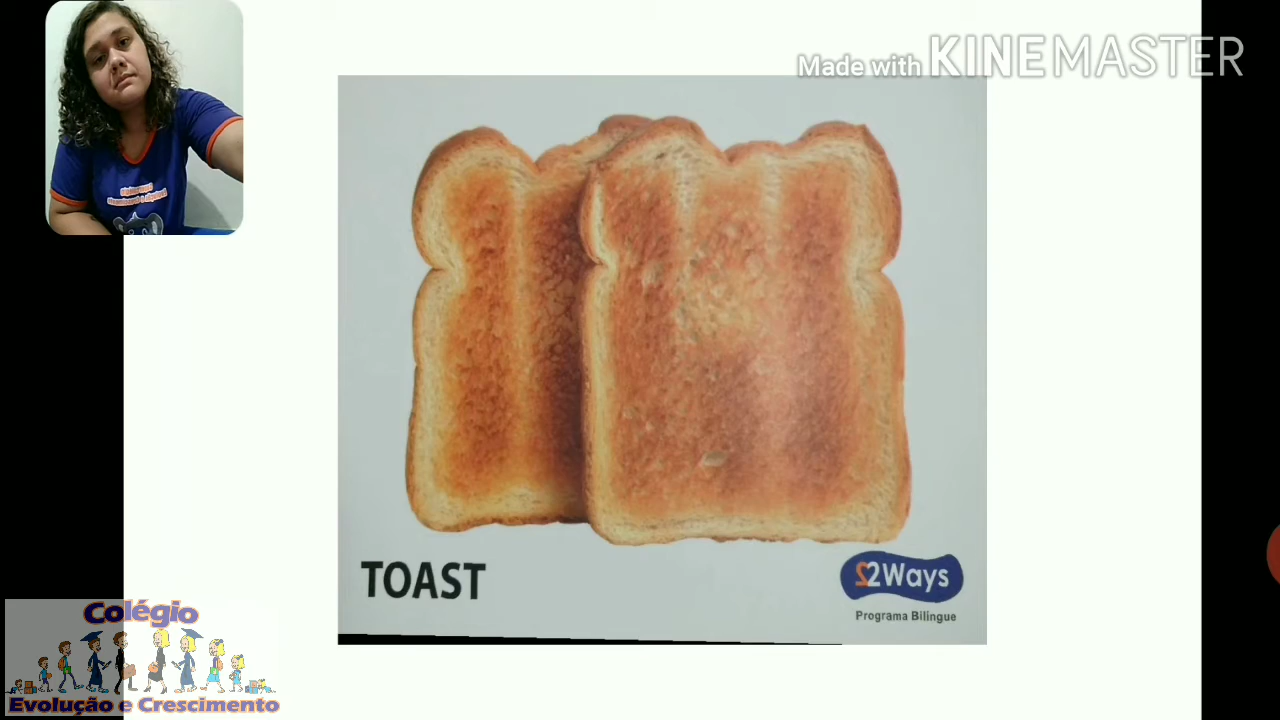 Made with KINEMASTER
TOAST
2Ways
Programa Bilíngue
Colégio
Evolução e Crescimento